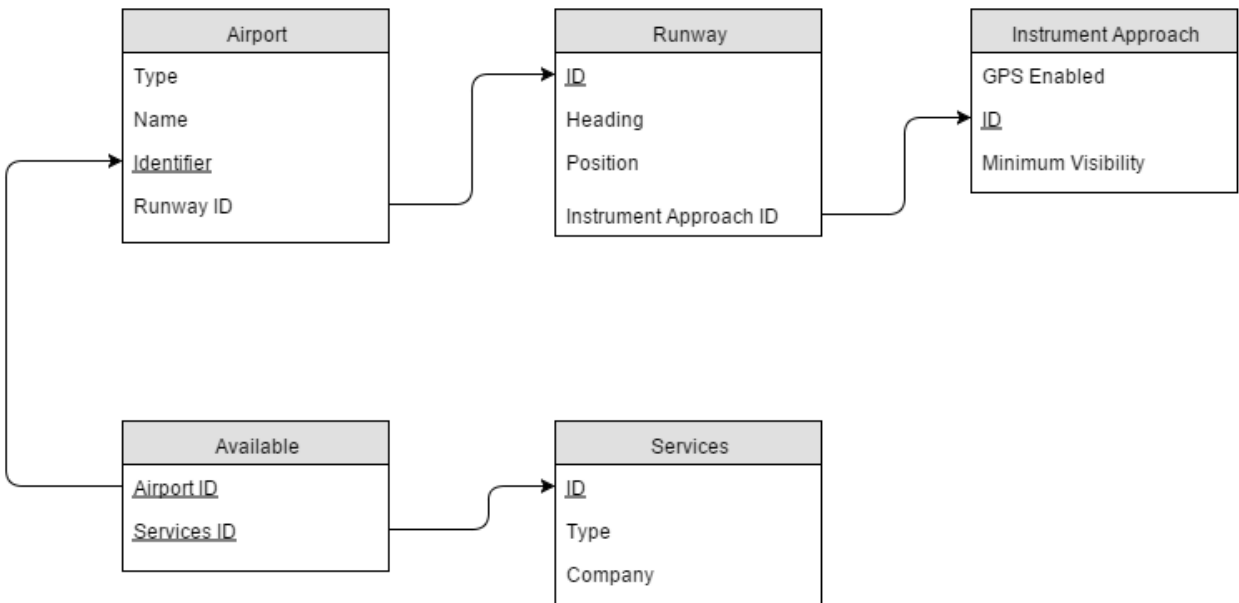 Airport
Type
Name
Identifier
Runway ID
Runway
ID
Heading
Position
Instrument Approach ID
Instrument Approach
GPS Enabled
ID
Minimum Visibility
Available
Airport ID
Services ID
Services
ID
Type
Company